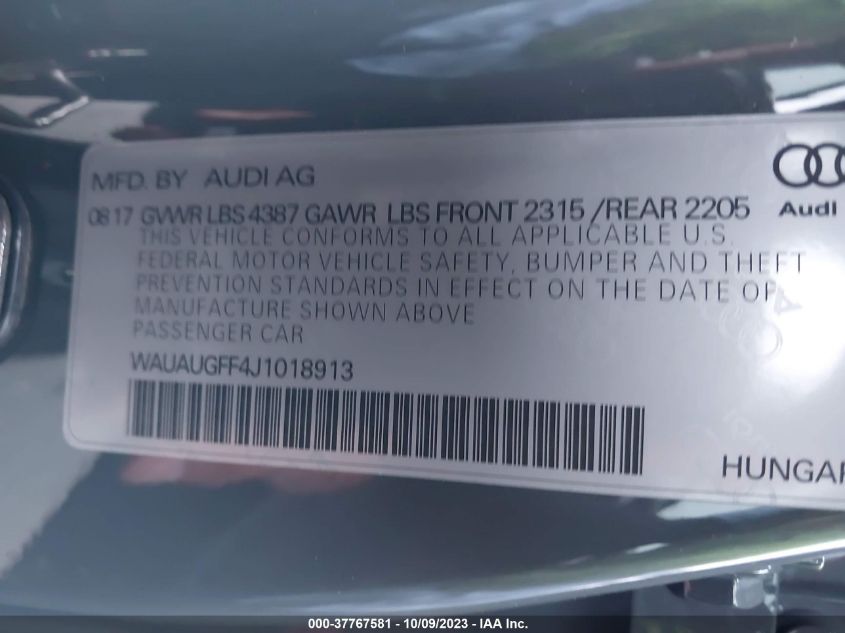 MFD. BY AUDI AG
Audi
0817 GVWR LBS 4387 GAWR LBS FRONT 2315 /REAR 2205
THIS VEHICLE CONFORMS TO ALL APPLICABLE U.S.
FEDERAL MOTOR VEHICLE SAFETY, BUMPER AND THEFT
PREVENTION STANDARDS IN EFFECT ON THE DATE OF
MANUFACTURE SHOWN ABOVE
PASSENGER CAR
WAUAUGFF4J1018913
HUNGAR
000-37767581 - 10/09/2023 - IAA Inc.